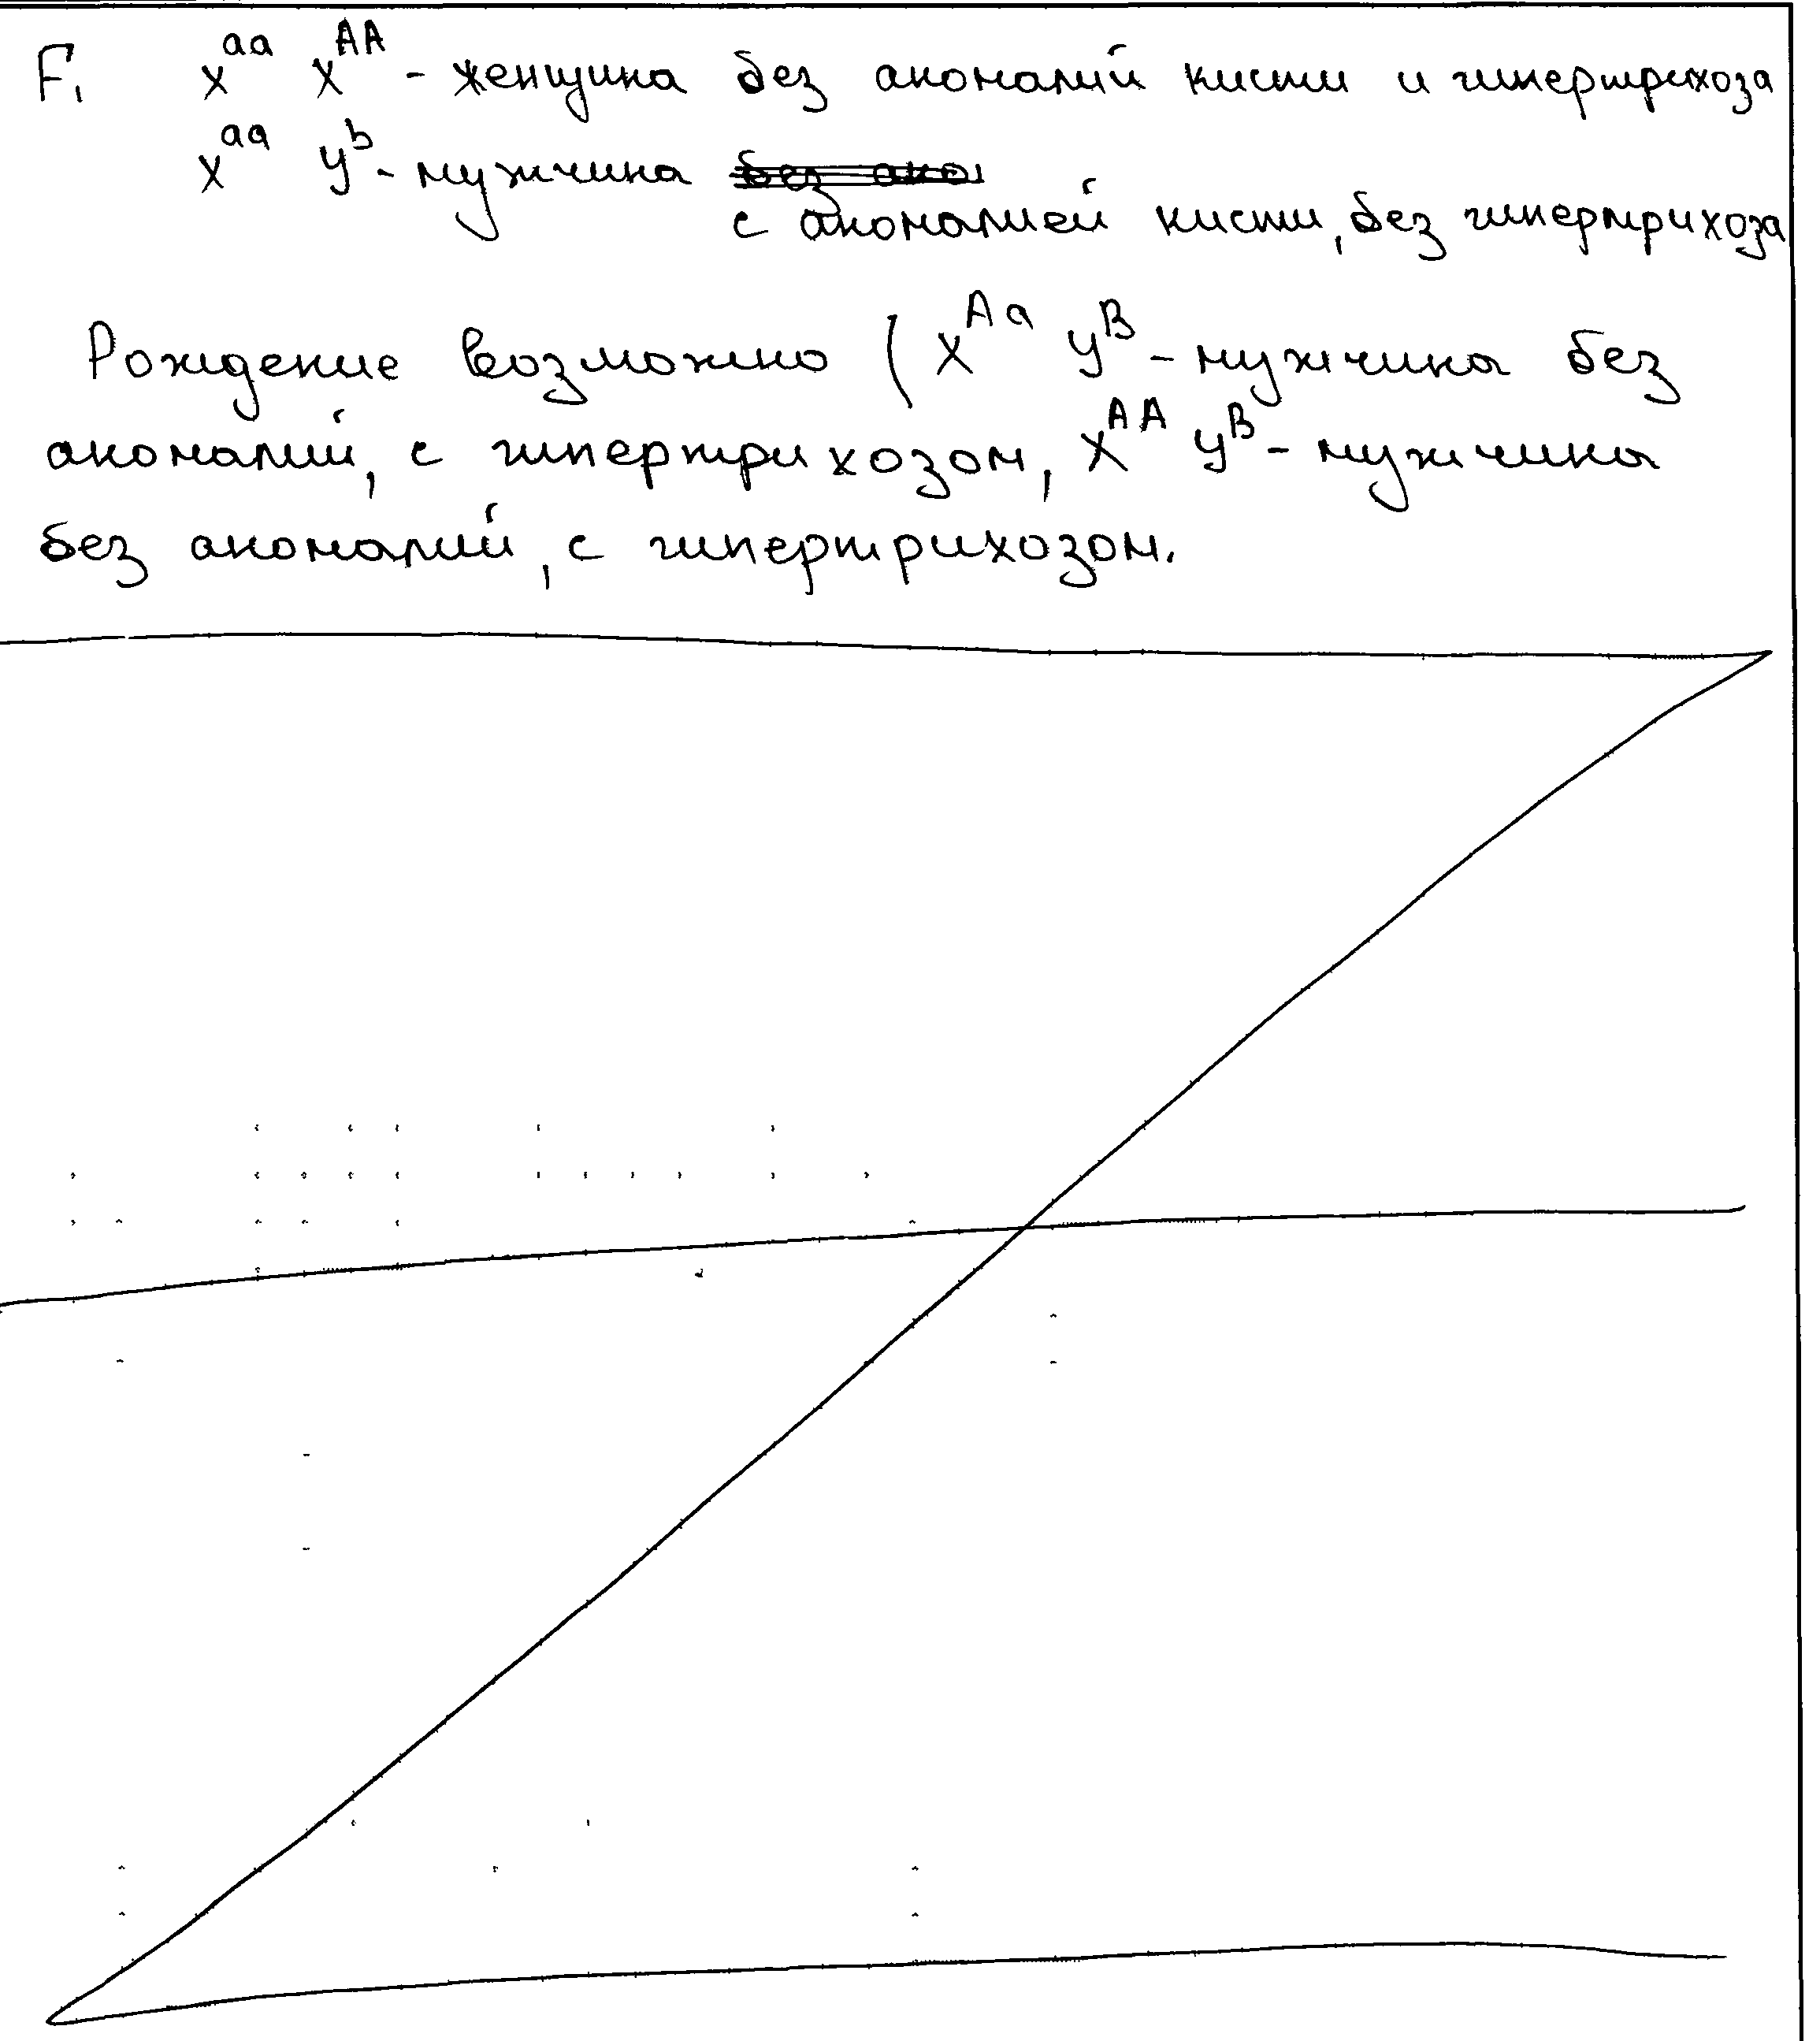 F₁ X^aa X^AA - женщина без аномалий кисти и гипертрихоза
X^aa Y^b - мужчина без ано
с аномалией кисти, без гипертрихоза
Рождение возможно (X^Aa Y^B - мужчина без
аномалий, с гипертрихозом, X^AA Y^B - мужчина
без аномалий, с гипертрихозом.